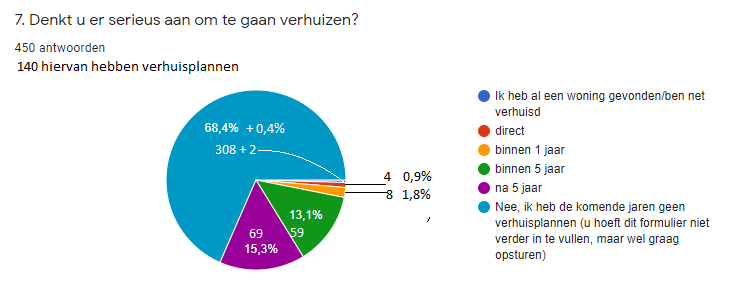 7. Denkt u er serieus aan om te gaan verhuizen?
450 antwoorden
140 hiervan hebben verhuisplannen
68,4% +0,4%
308 + 2
4 0,9%
8 1,8%
13,1%
59
69
15,3%
Ik heb al een woning gevonden/ben net
verhuisd
direct
binnen 1 jaar
binnen 5 jaar
na 5 jaar
Nee, ik heb de komende jaren geen
verhuisplannen (u hoeft dit formulier niet
verder in te vullen, maar wel graag
opsturen)